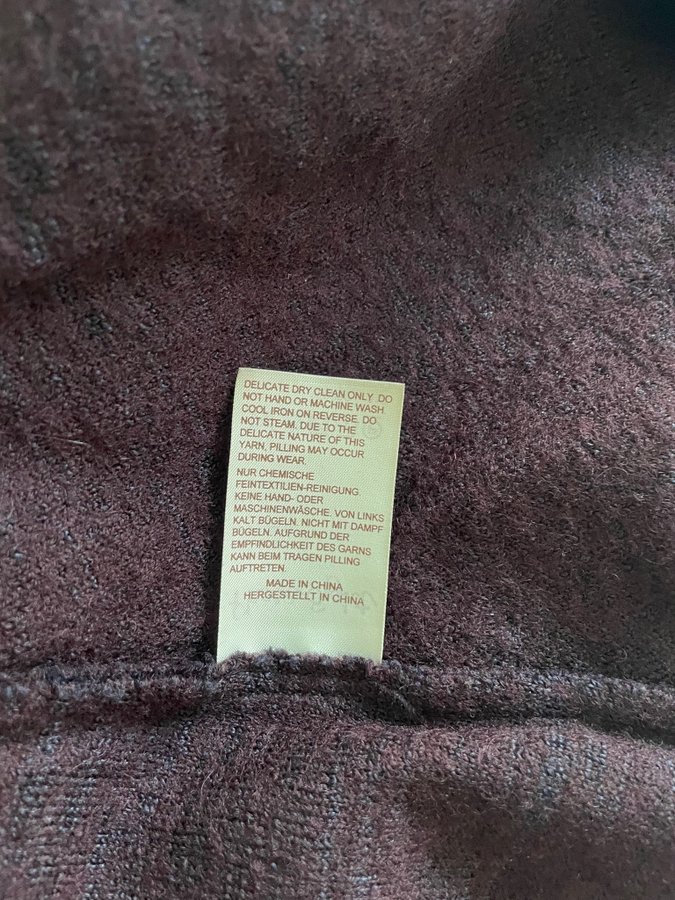 DELICATE DRY CLEAN ONLY. DO
NOT HAND OR MACHINE WASH
COOL IRON ON REVERSE. DO
NOT STEAM. DUE TO THE
DELICATE NATURE OF THIS
YARN, PILLING MAY OCCUR
DURING WEAR.
NUR CHEMISCHE
FEINTEXTILIEN-REINIGUNG.
KEINE HAND- ODER
MASCHINENWÄSCHE. VON LINKS
KALT BÜGELN. NICHT MIT DAMPF
BÜGELN. AUFGRUND DER
EMPFINDLICHKEIT DES GARNS
KANN BEIM TRAGEN PILLING
AUFTRETEN.
MADE IN CHINA
HERGESTELLT IN CHINA